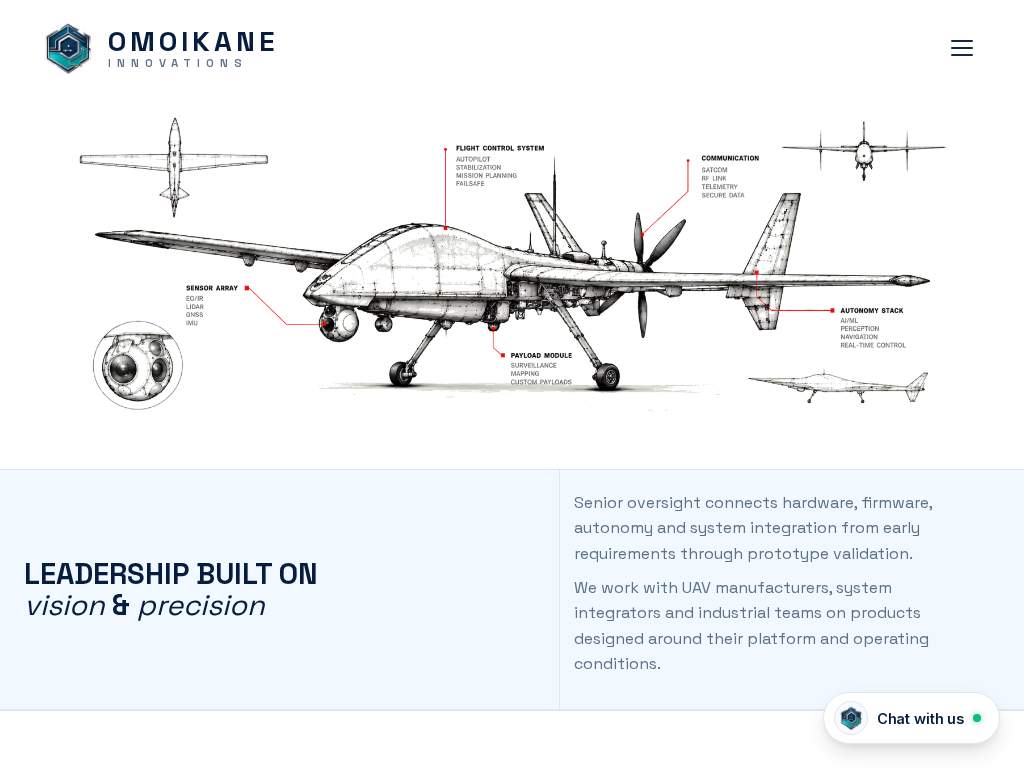 OMOIKANE
INNOVATIONS
FLIGHT CONTROL SYSTEM
AUTOPILOT
STABILIZATION
MISSION PLANNING
FAILSAFE
COMMUNICATION
SATCOM
RF LINK
TELEMETRY
SECURE DATA
SENSOR ARRAY
EO/IR
LIDAR
GNSS
IMU
AUTONOMY STACK
AI/ML
PERCEPTION
NAVIGATION
REAL-TIME CONTROL
PAYLOAD MODULE
SURVEILLANCE
MAPPING
CUSTOM PAYLOADS
LEADERSHIP BUILT ON
vision & precision
Senior oversight connects hardware, firmware,
autonomy and system integration from early
requirements through prototype validation.
We work with UAV manufacturers, system
integrators and industrial teams on products
designed around their platform and operating
conditions.
Chat with us